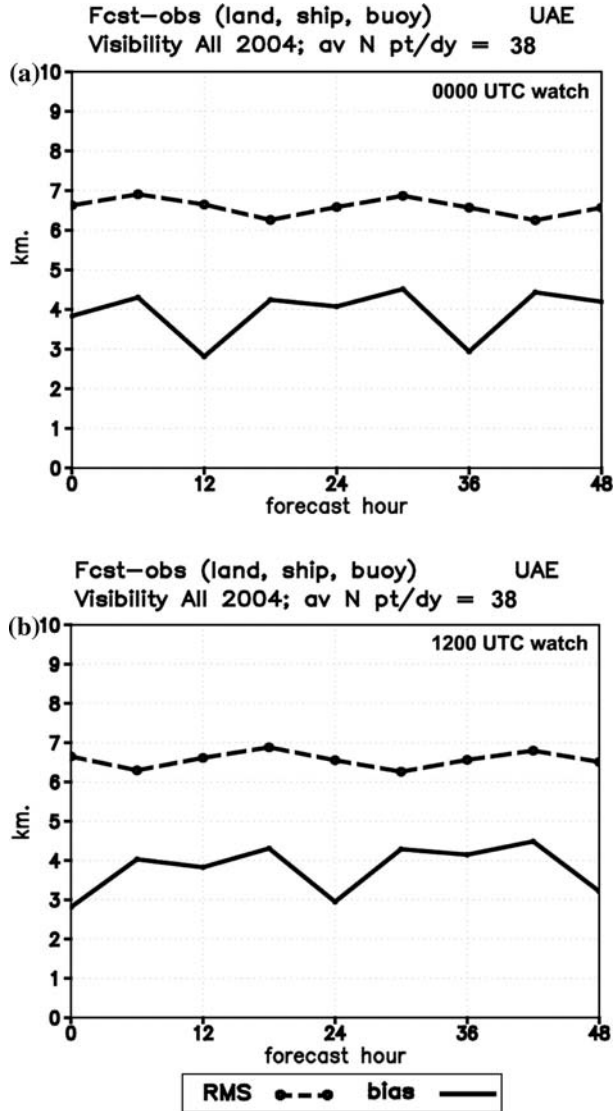 Fcst-obs (land, ship, buoy) UAE
Visibility All 2004; av N pt/dy = 38
(a)
0000 UTC watch
10
9
8
7
6
5
4
3
2
1
0
km.
0 12 24 36 48
forecast hour
Fcst-obs (land, ship, buoy) UAE
Visibility All 2004; av N pt/dy = 38
(b)
1200 UTC watch
10
9
8
7
6
5
4
3
2
1
0
km.
0 12 24 36 48
forecast hour
RMS bias